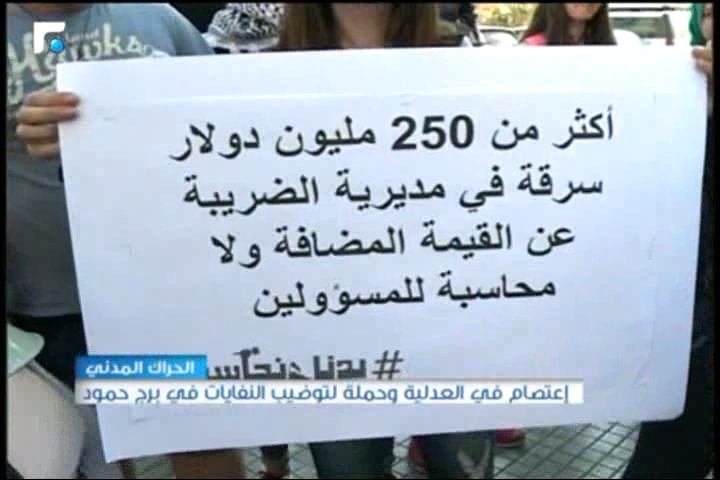 أكثر من 250 مليون دولار
سرقة في مديرية الضريبة
عن القيمة المضافة ولا
محاسبة للمسؤولين
#بدنا_نحاسب
الحراك المدني
إعتصام في العدلية وحملة لتوضيب النفايات في برج حمود